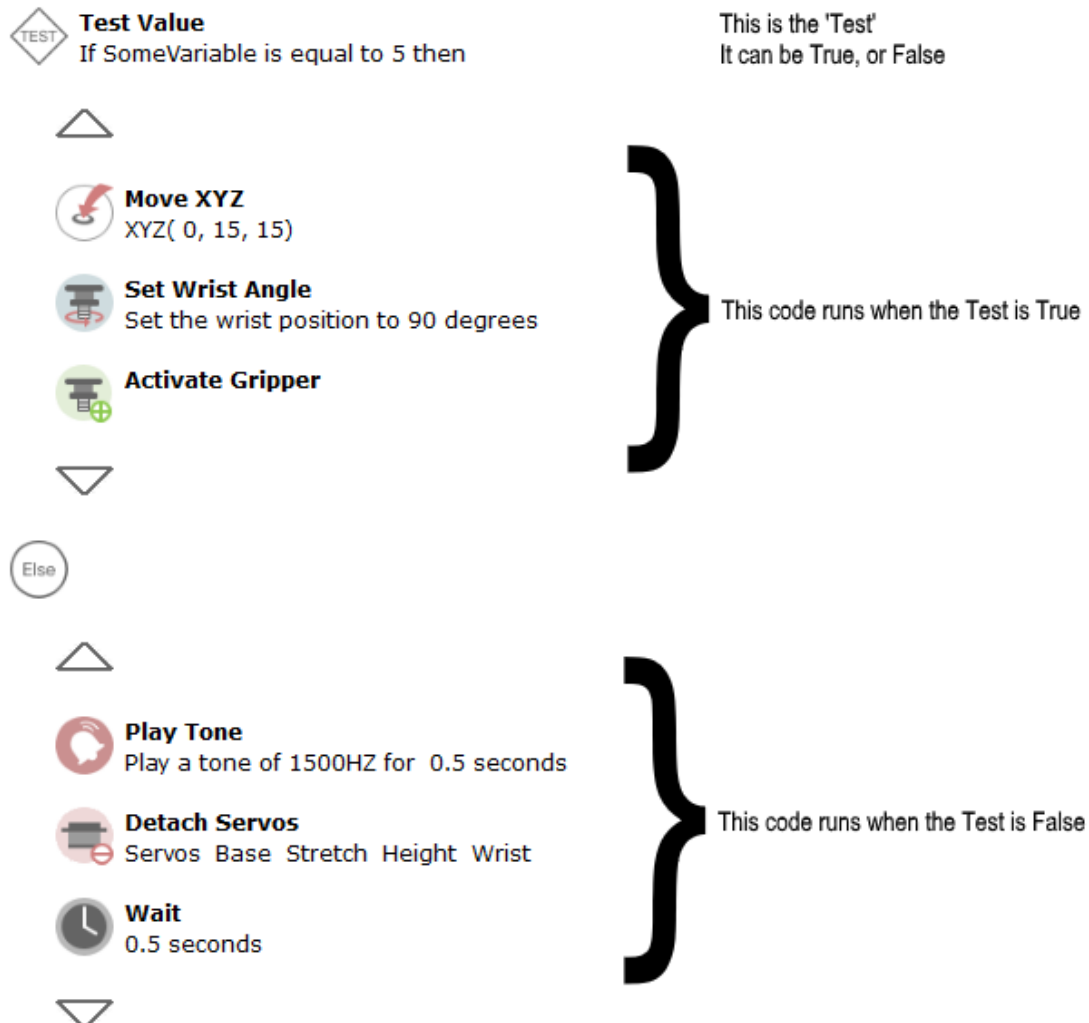 TEST
Test Value
If SomeVariable is equal to 5 then
This is the 'Test'
It can be True, or False
Move XYZ
XYZ( 0, 15, 15)
Set Wrist Angle
Set the wrist position to 90 degrees
Activate Gripper
This code runs when the Test is True
Else
Play Tone
Play a tone of 1500HZ for  0.5 seconds
Detach Servos
Servos  Base  Stretch  Height  Wrist
Wait
0.5 seconds
This code runs when the Test is False